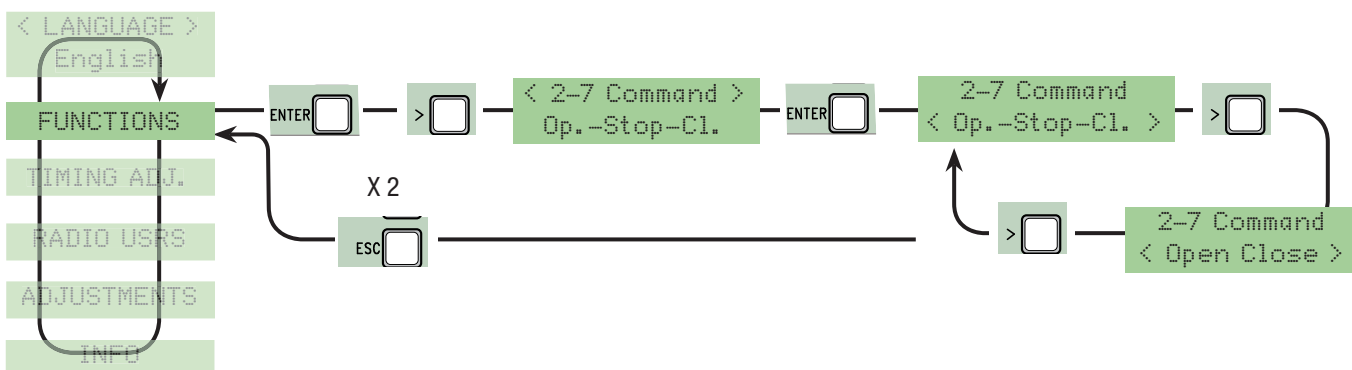 < LANGUAGE >
English
FUNCTIONS
TIMING ADJ.
RADIO USRS
ADJUSTMENTS
INFO
ENTER
>
< 2–7 Command >
Op.–Stop–Cl.
ENTER
2–7 Command
< Op.–Stop–Cl. >
>
2–7 Command
< Open Close >
>
X 2
ESC